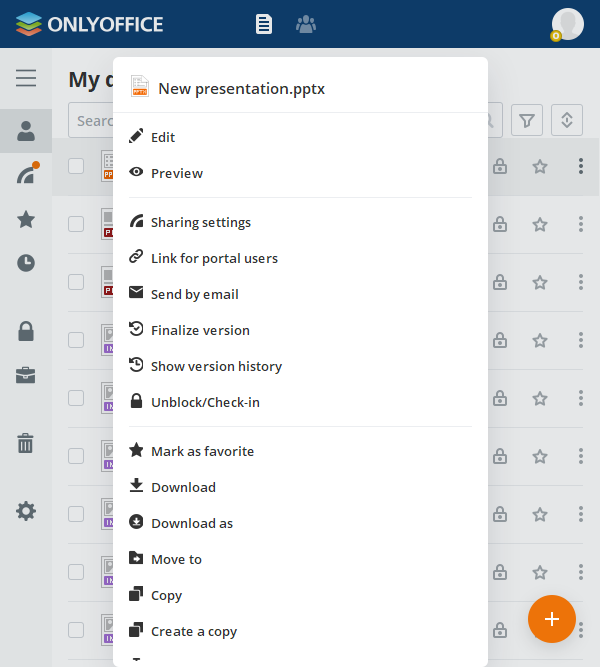 ONLYOFFICE
My d
Searc
New presentation.pptx
Edit
Preview
Sharing settings
Link for portal users
Send by email
Finalize version
Show version history
Unblock/Check-in
Mark as favorite
Download
Download as
Move to
Copy
Create a copy